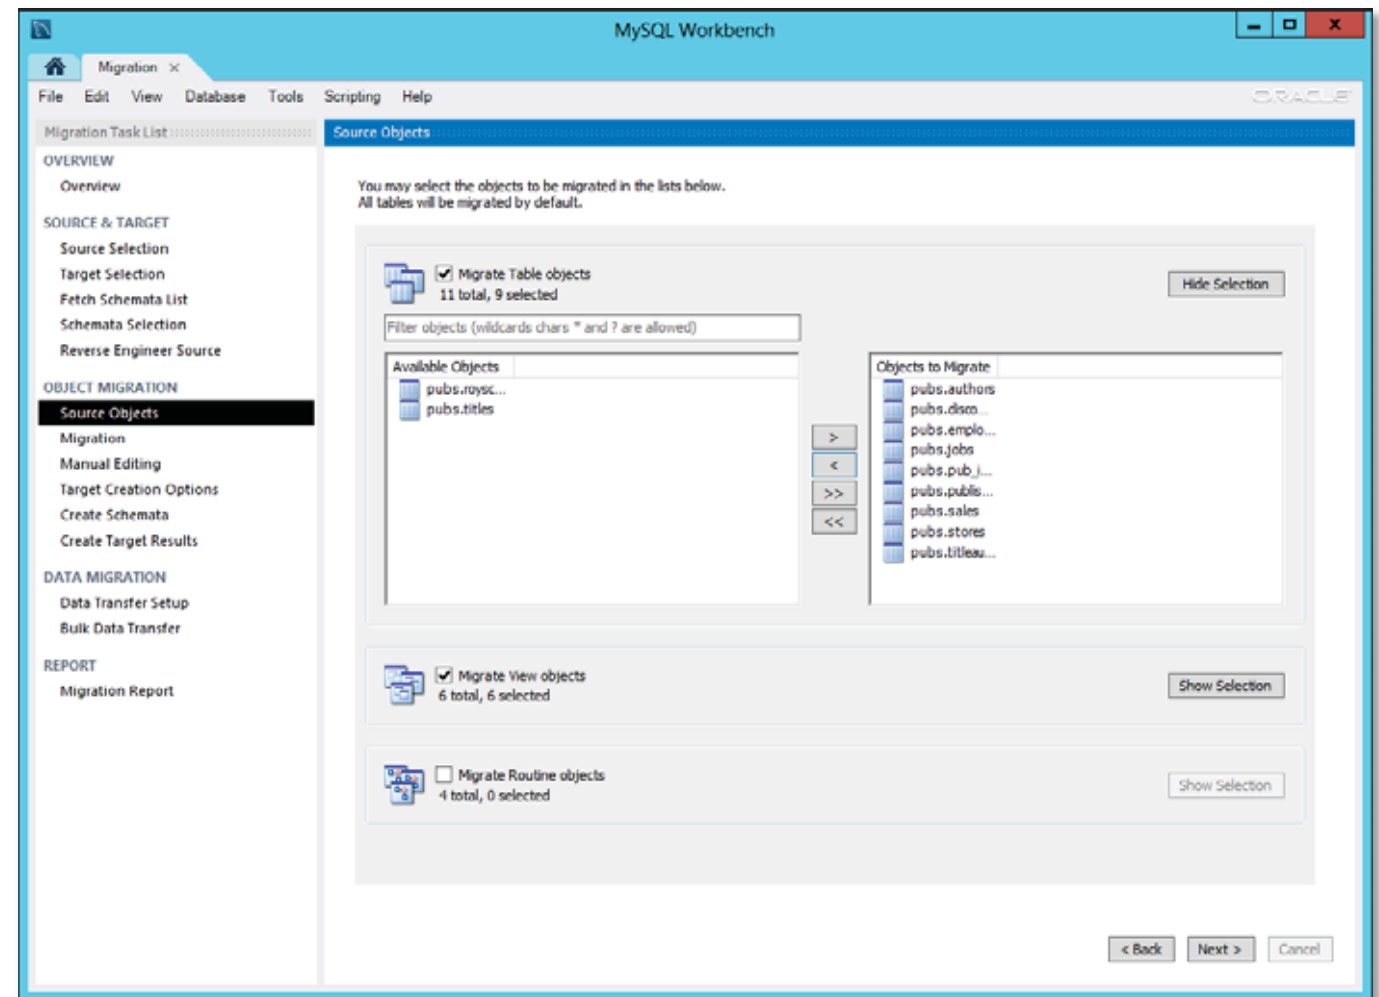 MySQL Workbench
Migration
File Edit View Database Tools Scripting Help
ORACLE
Migration Task List
OVERVIEW
Overview
SOURCE & TARGET
Source Selection
Target Selection
Fetch Schemata List
Schemata Selection
Reverse Engineer Source
OBJECT MIGRATION
Source Objects
Migration
Manual Editing
Target Creation Options
Create Schemata
Create Target Results
DATA MIGRATION
Data Transfer Setup
Bulk Data Transfer
REPORT
Migration Report
Source Objects
You may select the objects to be migrated in the lists below.
All tables will be migrated by default.
Migrate Table objects
11 total, 9 selected
Hide Selection
Filter objects (wildcards chars * and ? are allowed)
Available Objects
pubs.roysc...
pubs.titles
>
<
>>
<<
Objects to Migrate
pubs.authors
pubs.disco...
pubs.emplo...
pubs.jobs
pubs.pub_i...
pubs.publis...
pubs.sales
pubs.stores
pubs.titleau...
Migrate View objects
6 total, 6 selected
Show Selection
Migrate Routine objects
4 total, 0 selected
Show Selection
< Back Next > Cancel